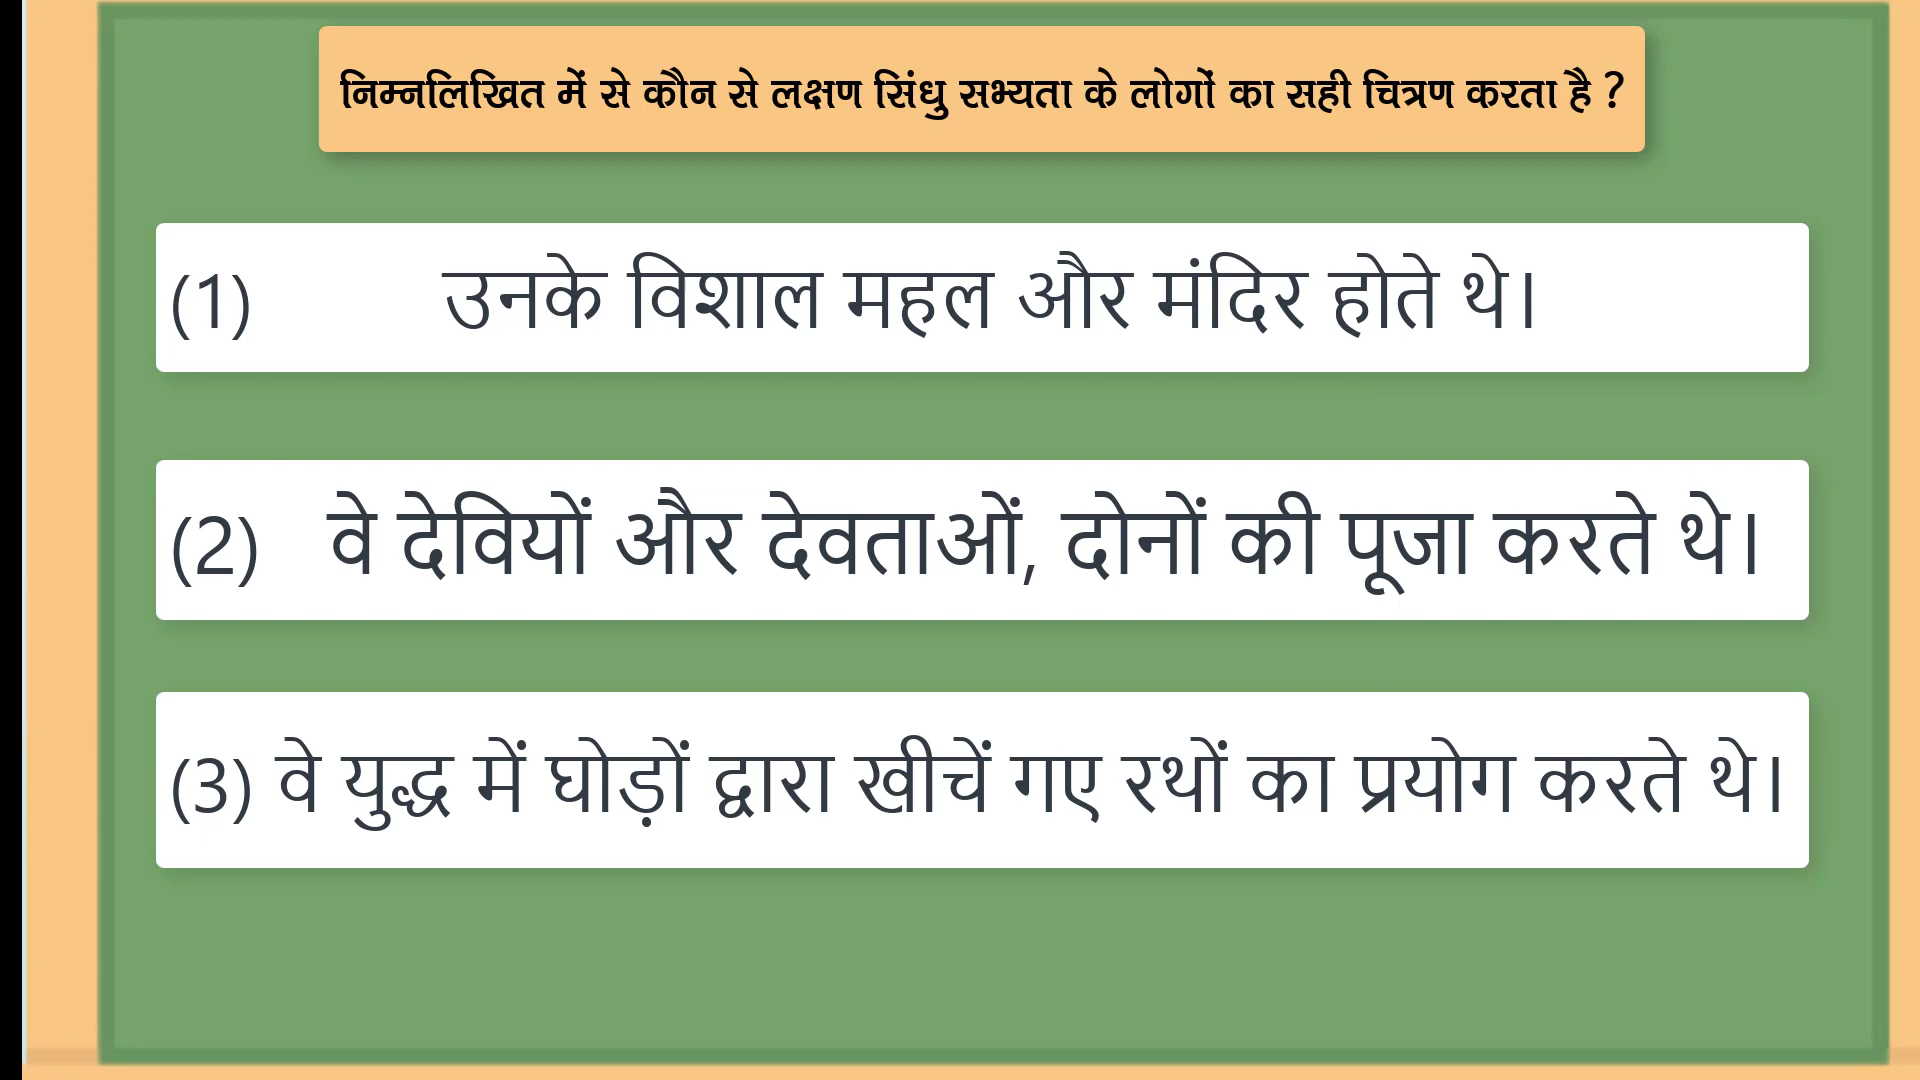 निम्नलिखित में से कौन से लक्षण सिंधु सभ्यता के लोगों का सही चित्रण करता है ?
(1) उनके विशाल महल और मंदिर होते थे।
(2) वे देवियों और देवताओं, दोनों की पूजा करते थे।
(3) वे युद्ध में घोड़ों द्वारा खीचें गए रथों का प्रयोग करते थे।